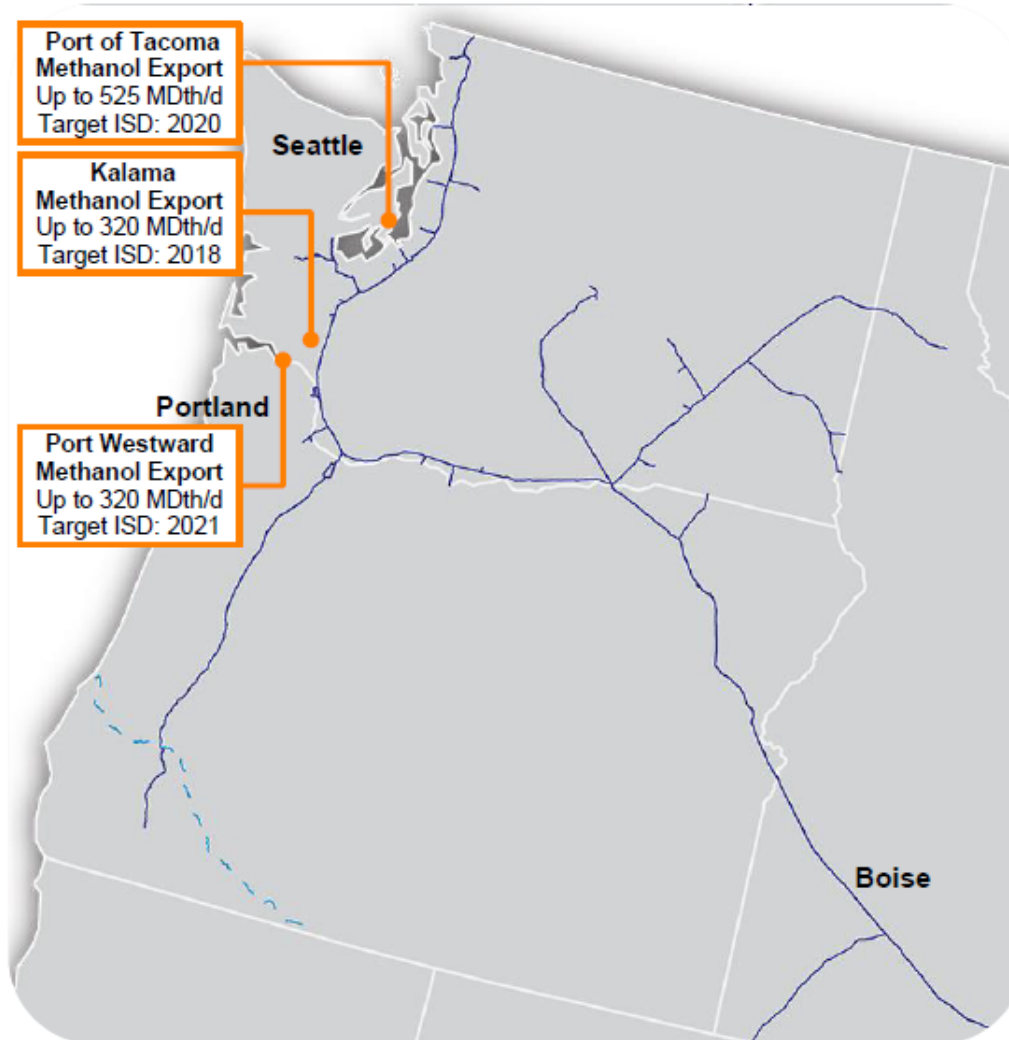 Port of Tacoma
Methanol Export
Up to 525 MDth/d
Target ISD: 2020
Seattle
Kalama
Methanol Export
Up to 320 MDth/d
Target ISD: 2018
Portland
Port Westward
Methanol Export
Up to 320 MDth/d
Target ISD: 2021
Boise